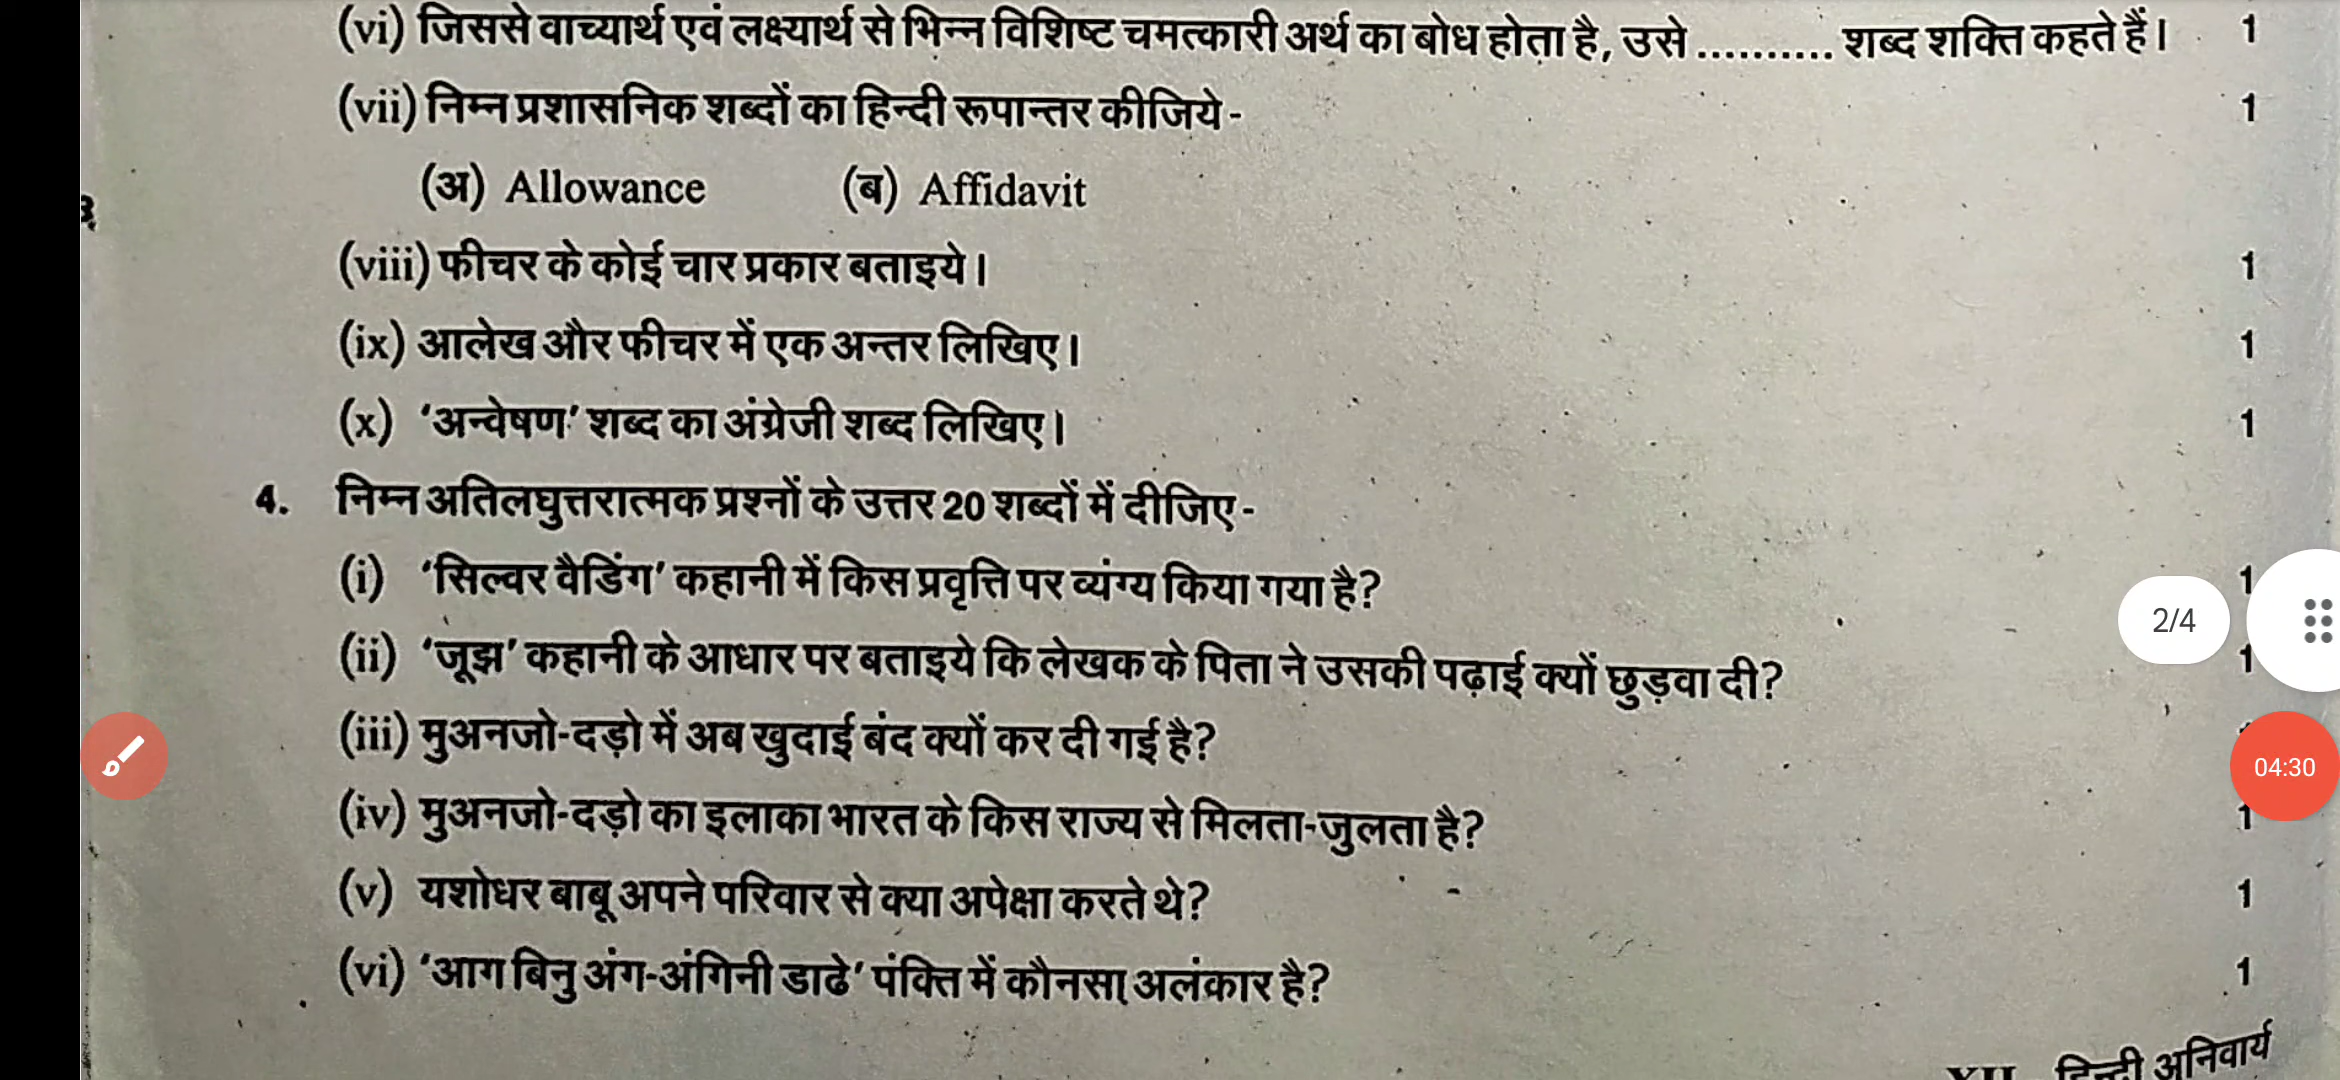 (vi) जिससे वाच्यार्थ एवं लक्ष्यार्थ से भिन्न विशिष्ट चमत्कारी अर्थ का बोध होता है, उसे .......... शब्द शक्ति कहते हैं। 1
(vii) निम्न प्रशासनिक शब्दों का हिन्दी रूपान्तर कीजिये - 1
(अ) Allowance (ब) Affidavit
(viii) फीचर के कोई चार प्रकार बताइये। 1
(ix) आलेख और फीचर में एक अन्तर लिखिए। 1
(x) 'अन्वेषण' शब्द का अंग्रेजी शब्द लिखिए। 1
4. निम्न अतिलघुत्तरात्मक प्रश्नों के उत्तर 20 शब्दों में दीजिए -
(i) 'सिल्वर वैडिंग' कहानी में किस प्रवृत्ति पर व्यंग्य किया गया है? 1
2/4
(ii) 'जूझ' कहानी के आधार पर बताइये कि लेखक के पिता ने उसकी पढ़ाई क्यों छुड़वा दी? 1
(iii) मुअनजो-दड़ो में अब खुदाई बंद क्यों कर दी गई है?
04:30
(iv) मुअनजो-दड़ो का इलाका भारत के किस राज्य से मिलता-जुलता है? 1
(v) यशोधर बाबू अपने परिवार से क्या अपेक्षा करते थे? 1
(vi) 'आग बिनु अंग-अंगिनी डाढे' पंक्ति में कौनसा अलंकार है? 1
XII हिन्दी अनिवार्य